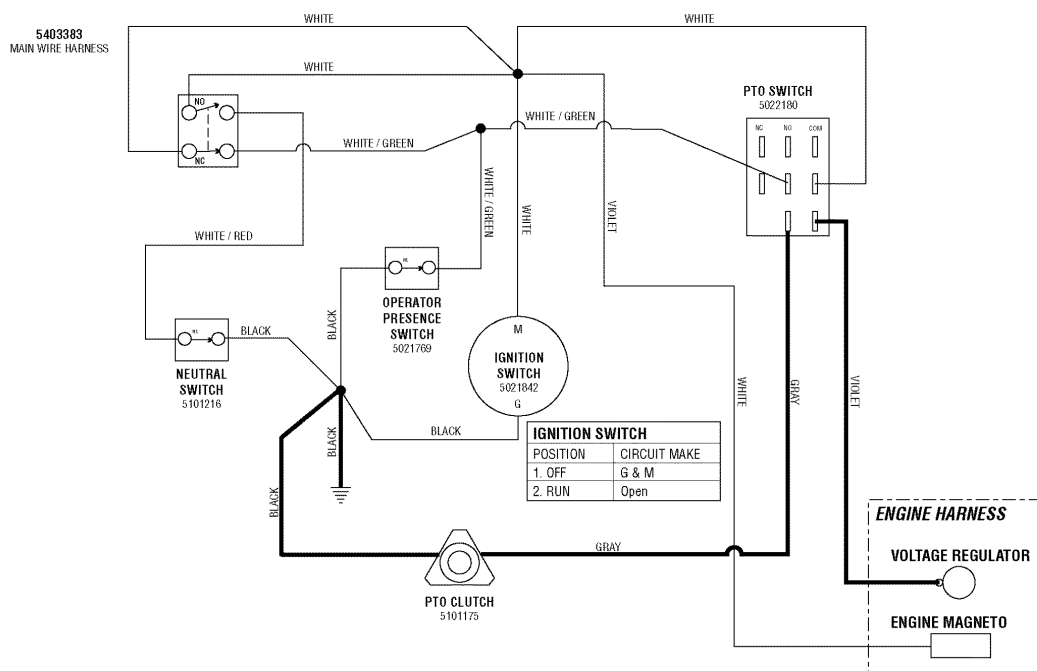 WHITE
WHITE
5403383
MAIN WIRE HARNESS
WHITE
PTO SWITCH
5022180
NO
NC
WHITE / GREEN
WHITE / GREEN
NC
NO
COM
WHITE / GREEN
WHITE
VIOLET
WHITE / RED
OPERATOR
PRESENCE
SWITCH
5021769
BLACK
BLACK
M
IGNITION
SWITCH
5021842
G
NEUTRAL
SWITCH
5101216
WHITE
GRAY
VIOLET
BLACK
BLACK
IGNITION SWITCH
POSITION CIRCUIT MAKE
1. OFF G & M
2. RUN Open
BLACK
ENGINE HARNESS
GRAY
VOLTAGE REGULATOR
PTO CLUTCH
5101175
ENGINE MAGNETO